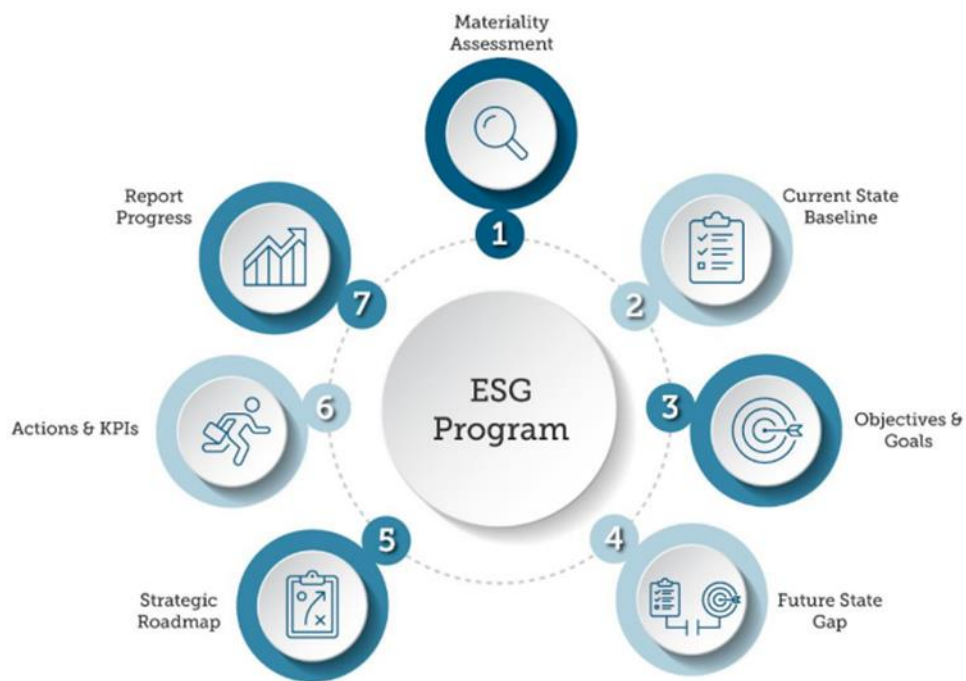 Materiality
Assessment
1
Current State
Baseline
2
Objectives &
Goals
3
Future State
Gap
4
Strategic
Roadmap
5
Actions & KPIs
6
Report
Progress
7
ESG
Program